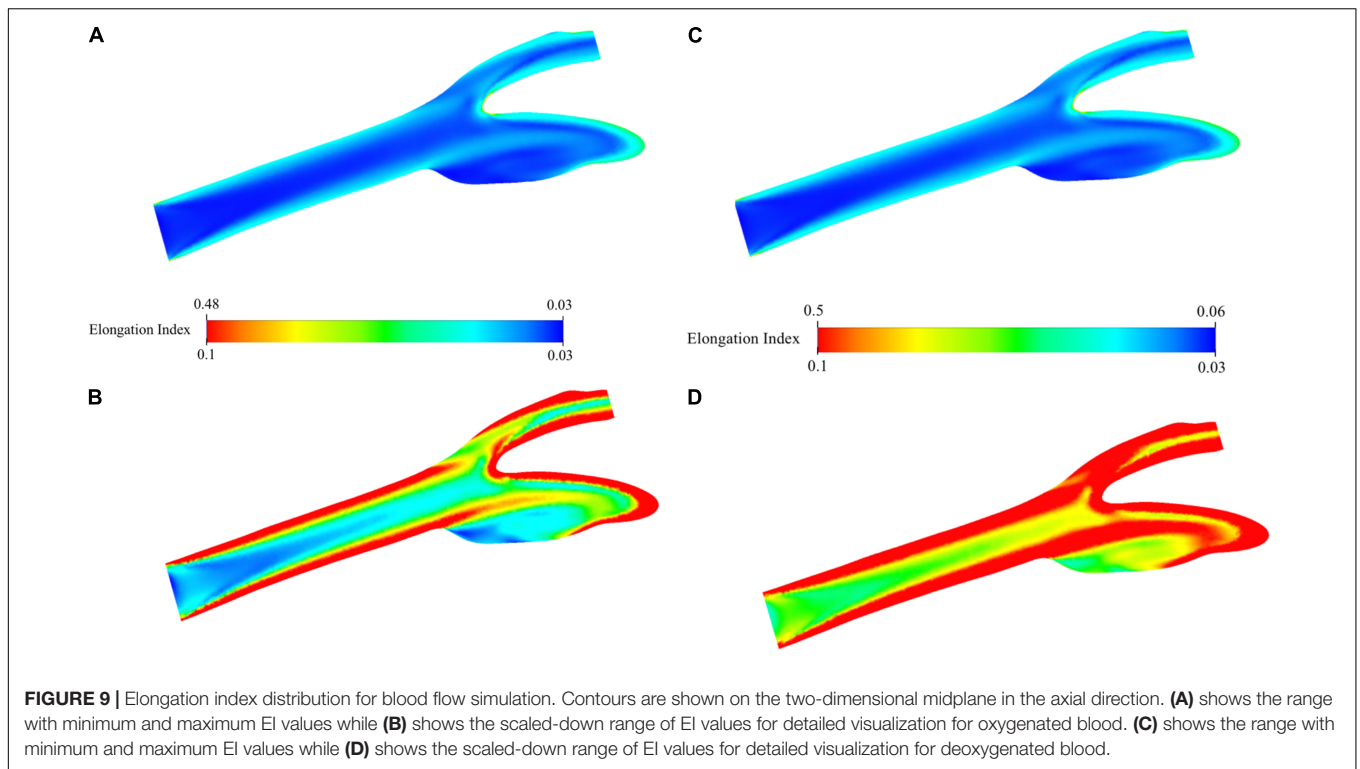 A
C
0.48 0.03
Elongation Index
0.1 0.03
0.5 0.06
Elongation Index
0.1 0.03
B
D
FIGURE 9 | Elongation index distribution for blood flow simulation. Contours are shown on the two-dimensional midplane in the axial direction. (A) shows the range
with minimum and maximum EI values while (B) shows the scaled-down range of EI values for detailed visualization for oxygenated blood. (C) shows the range with
minimum and maximum EI values while (D) shows the scaled-down range of EI values for detailed visualization for deoxygenated blood.